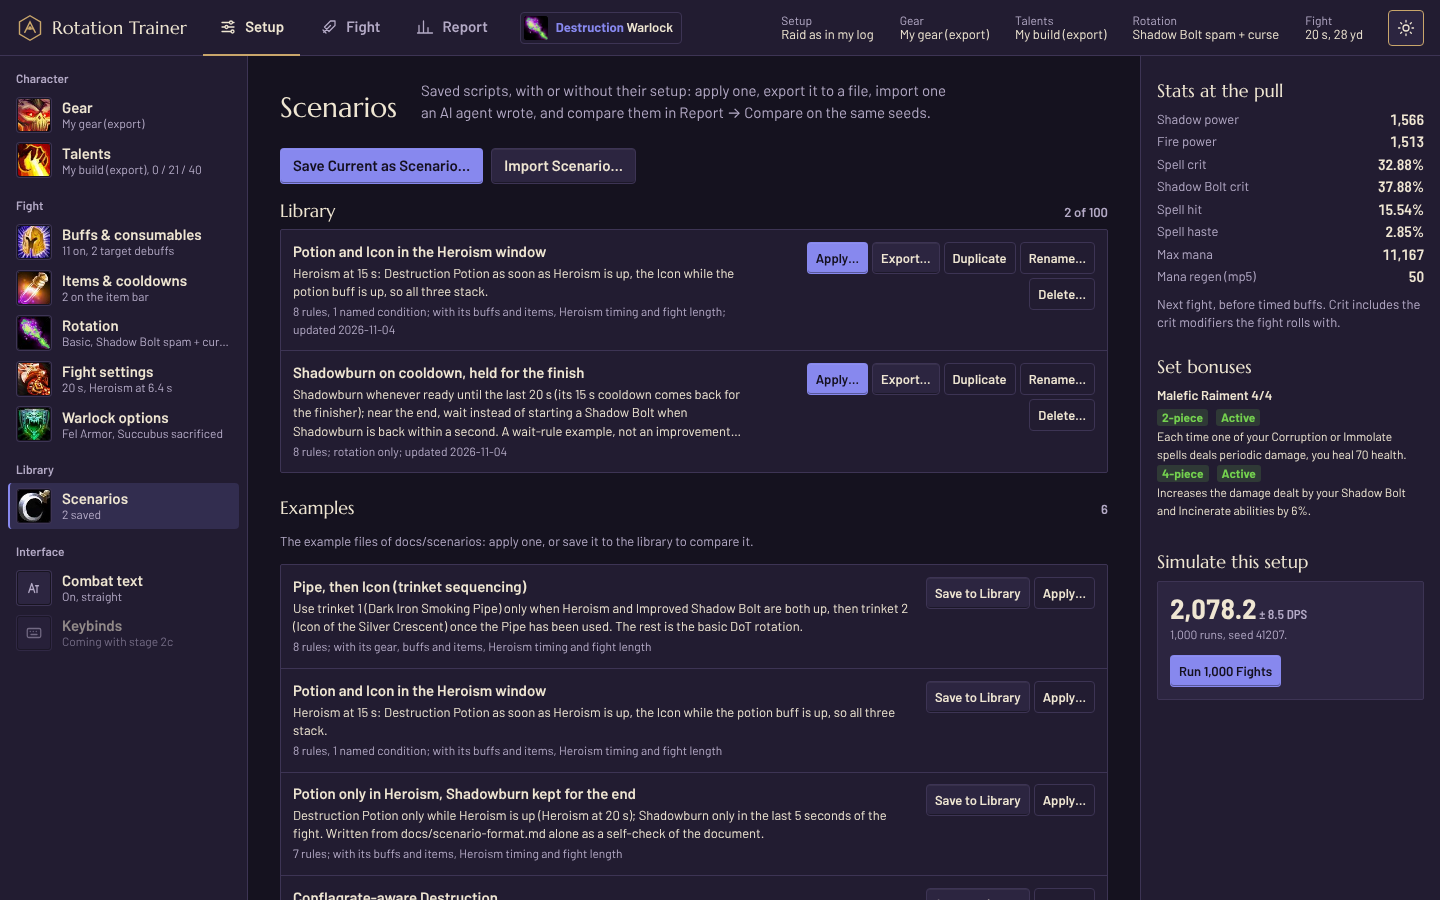 Rotation Trainer
Setup
Fight
Report
Destruction Warlock
Setup
Raid as in my log
Gear
My gear (export)
Talents
My build (export)
Rotation
Shadow Bolt spam + curse
Fight
20 s, 28 yd
Character
Gear
My gear (export)
Talents
My build (export), 0 / 21 / 40
Fight
Buffs & consumables
11 on, 2 target debuffs
Items & cooldowns
2 on the item bar
Rotation
Basic, Shadow Bolt spam + cur...
Fight settings
20 s, Heroism at 6.4 s
Warlock options
Fel Armor, Succubus sacrificed
Library
Scenarios
2 saved
Interface
Combat text
On, straight
Keybinds
Coming with stage 2c
Scenarios
Saved scripts, with or without their setup: apply one, export it to a file, import one
an AI agent wrote, and compare them in Report → Compare on the same seeds.
Save Current as Scenario...
Import Scenario...
Library
2 of 100
Potion and Icon in the Heroism window
Heroism at 15 s: Destruction Potion as soon as Heroism is up, the Icon while the
potion buff is up, so all three stack.
8 rules, 1 named condition; with its buffs and items, Heroism timing and fight length;
updated 2026-11-04
Apply...
Export...
Duplicate
Rename...
Delete...
Shadowburn on cooldown, held for the finish
Shadowburn whenever ready until the last 20 s (its 15 s cooldown comes back for
the finisher); near the end, wait instead of starting a Shadow Bolt when
Shadowburn is back within a second. A wait-rule example, not an improvement...
8 rules; rotation only; updated 2026-11-04
Apply...
Export...
Duplicate
Rename...
Delete...
Examples
6
The example files of docs/scenarios: apply one, or save it to the library to compare it.
Pipe, then Icon (trinket sequencing)
Use trinket 1 (Dark Iron Smoking Pipe) only when Heroism and Improved Shadow Bolt are both up, then trinket 2
(Icon of the Silver Crescent) once the Pipe has been used. The rest is the basic DoT rotation.
8 rules; with its gear, buffs and items, Heroism timing and fight length
Save to Library
Apply...
Potion and Icon in the Heroism window
Heroism at 15 s: Destruction Potion as soon as Heroism is up, the Icon while the potion buff is up, so all three
stack.
8 rules, 1 named condition; with its buffs and items, Heroism timing and fight length
Save to Library
Apply...
Potion only in Heroism, Shadowburn kept for the end
Destruction Potion only while Heroism is up (Heroism at 20 s); Shadowburn only in the last 5 seconds of the
fight. Written from docs/scenario-format.md alone as a self-check of the document.
7 rules; with its buffs and items, Heroism timing and fight length
Save to Library
Apply...
Conflagrate-aware Destruction
Stats at the pull
Shadow power 1,566
Fire power 1,513
Spell crit 32.88%
Shadow Bolt crit 37.88%
Spell hit 15.54%
Spell haste 2.85%
Max mana 11,167
Mana regen (mp5) 50
Next fight, before timed buffs. Crit includes the
crit modifiers the fight rolls with.
Set bonuses
Malefic Raiment 4/4
2-piece Active
Each time one of your Corruption or Immolate
spells deals periodic damage, you heal 70 health.
4-piece Active
Increases the damage dealt by your Shadow Bolt
and Incinerate abilities by 6%.
Simulate this setup
2,078.2 ± 8.5 DPS
1,000 runs, seed 41207.
Run 1,000 Fights